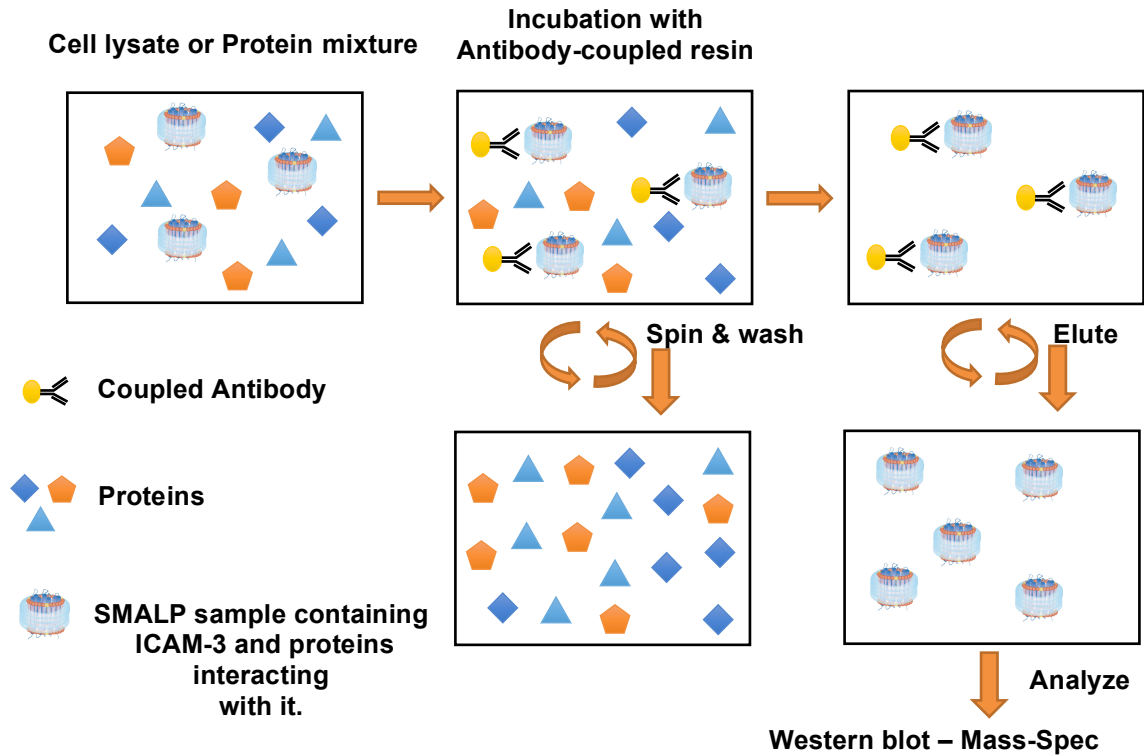 Cell lysate or Protein mixture
Incubation with
Antibody-coupled resin
Spin & wash
Elute
Coupled Antibody
Proteins
SMALP sample containing
ICAM-3 and proteins
interacting
with it.
Analyze
Western blot – Mass-Spec